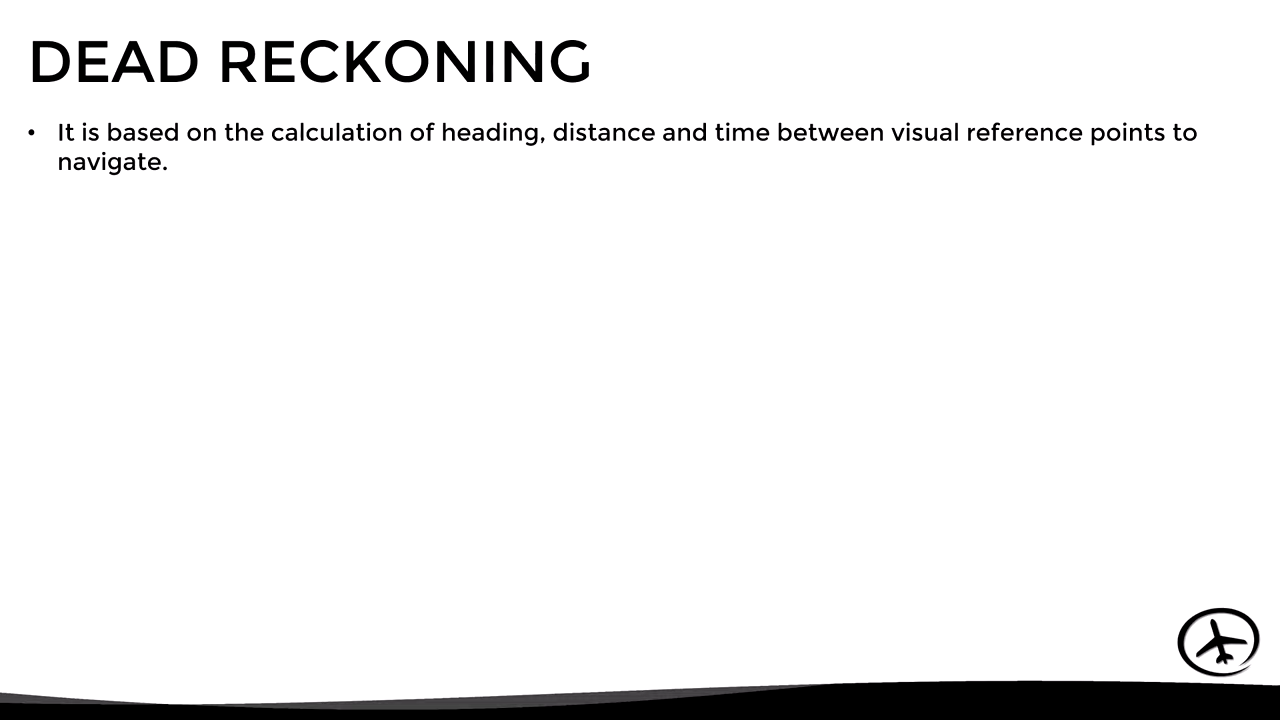 DEAD RECKONING
• It is based on the calculation of heading, distance and time between visual reference points to
navigate.